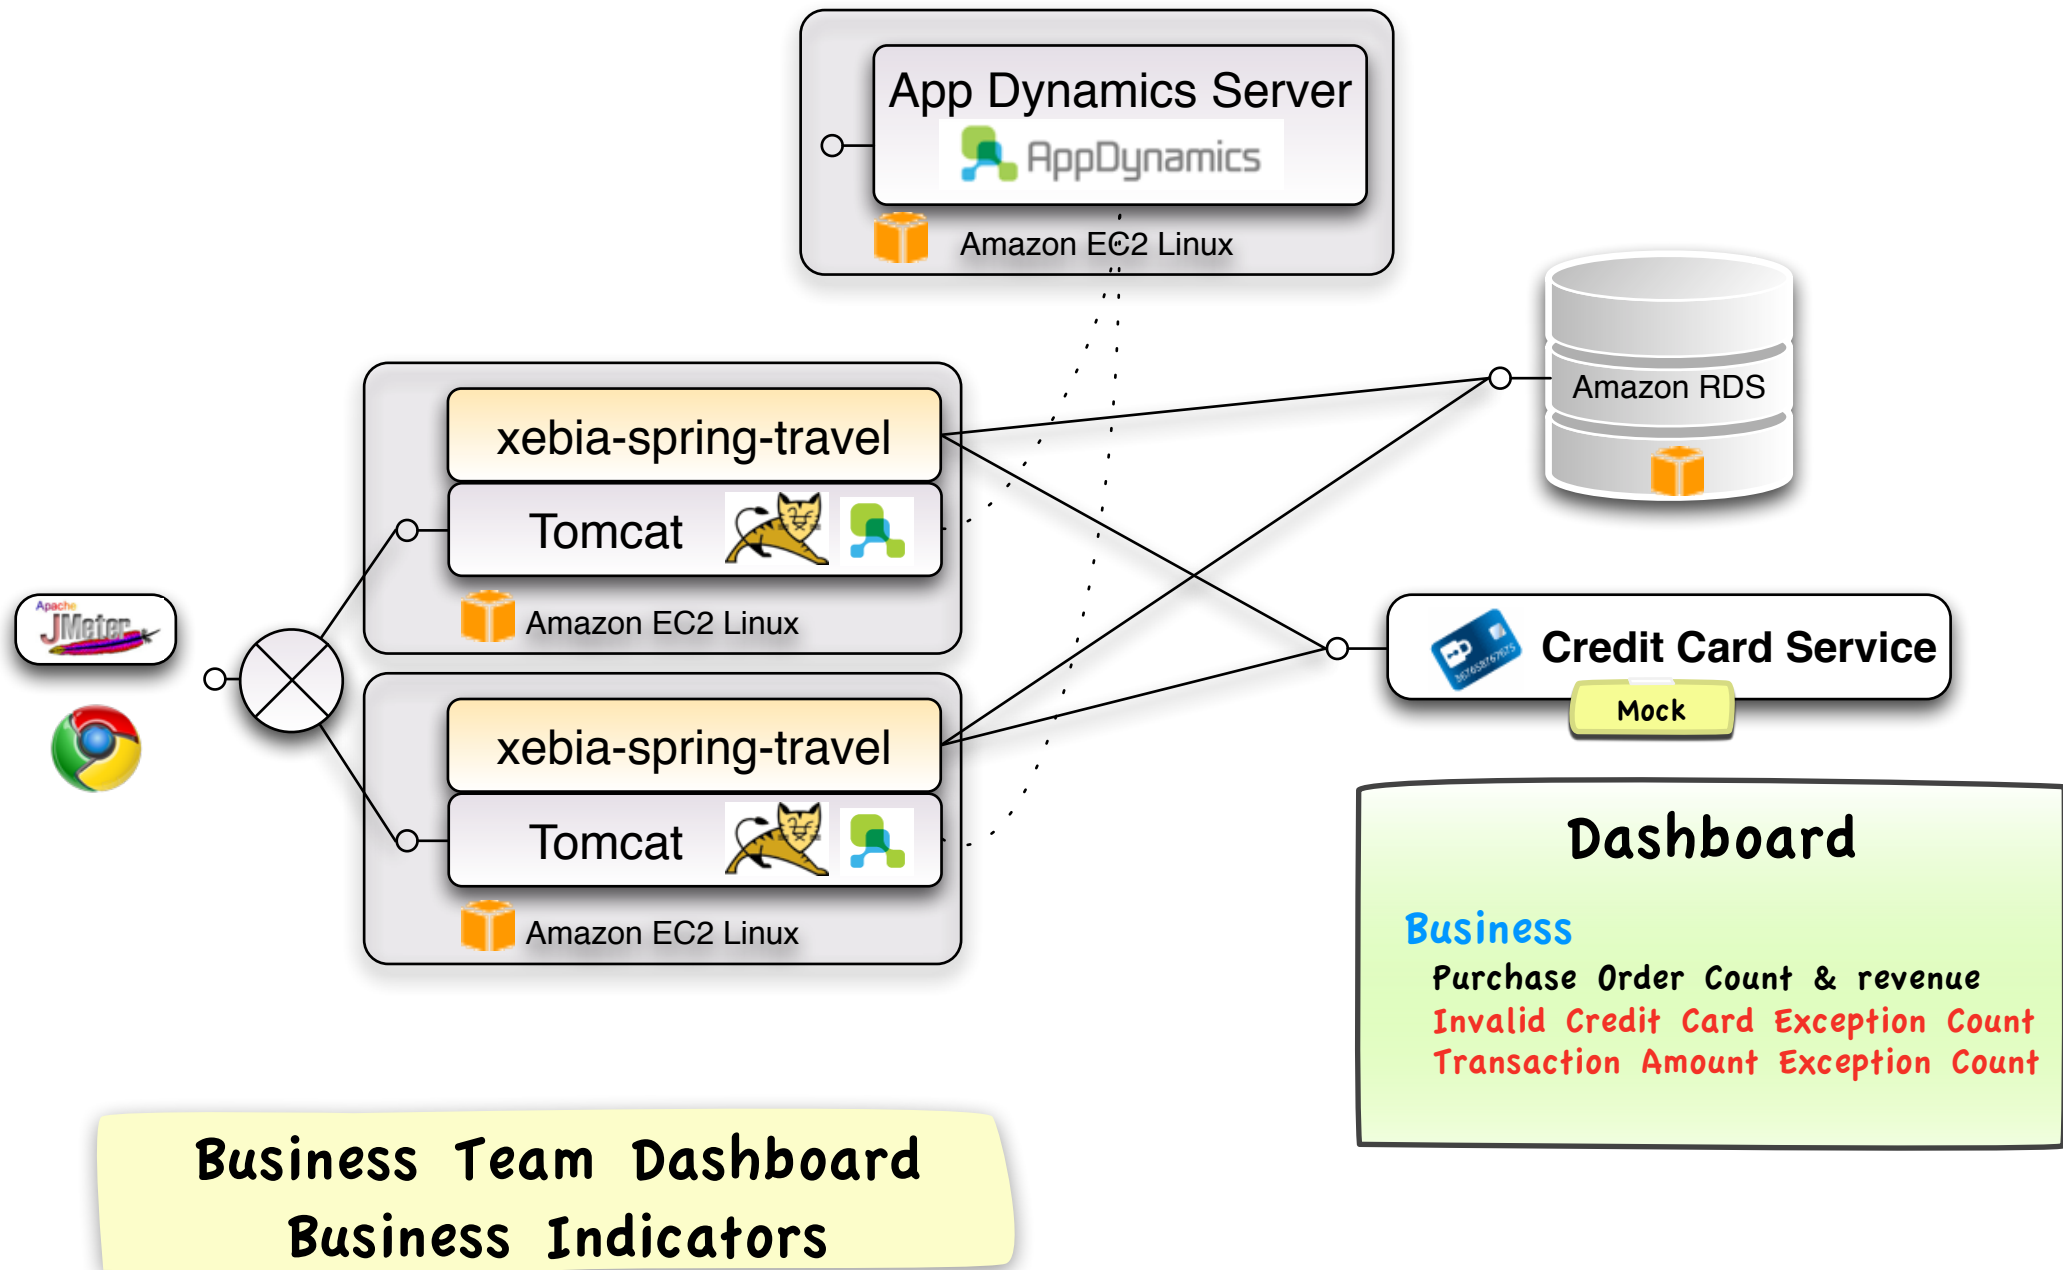 App Dynamics Server
AppDynamics
Amazon EC2 Linux
Amazon RDS
xebia-spring-travel
Tomcat
Amazon EC2 Linux
Apache
JMeter
Credit Card Service
Mock
xebia-spring-travel
Tomcat
Amazon EC2 Linux
Dashboard
Business
Purchase Order Count & revenue
Invalid Credit Card Exception Count
Transaction Amount Exception Count
Business Team Dashboard
Business Indicators